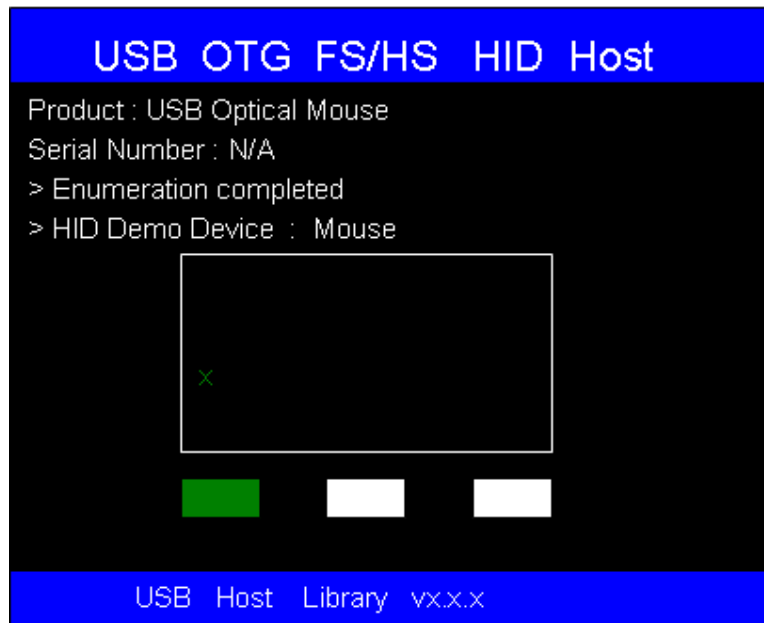 USB OTG FS/HS HID Host
Product : USB Optical Mouse
Serial Number : N/A
> Enumeration completed
> HID Demo Device : Mouse
x
USB Host Library vx.x.x